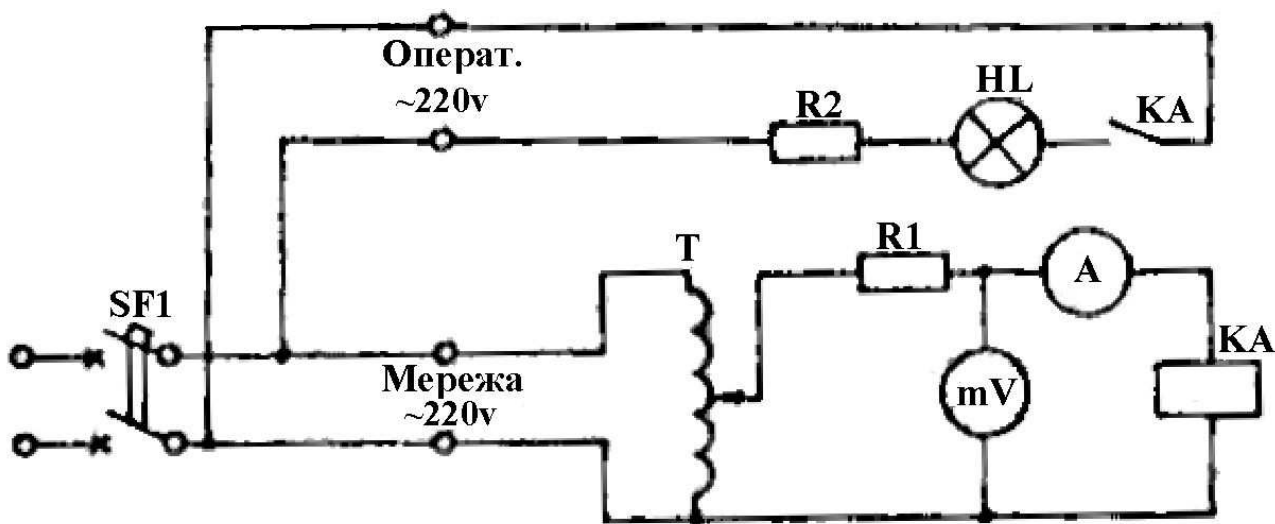 Операт.
~220v
HL
R2
KA
T
R1
A
SF1
KA
Мережа
mV
~220v